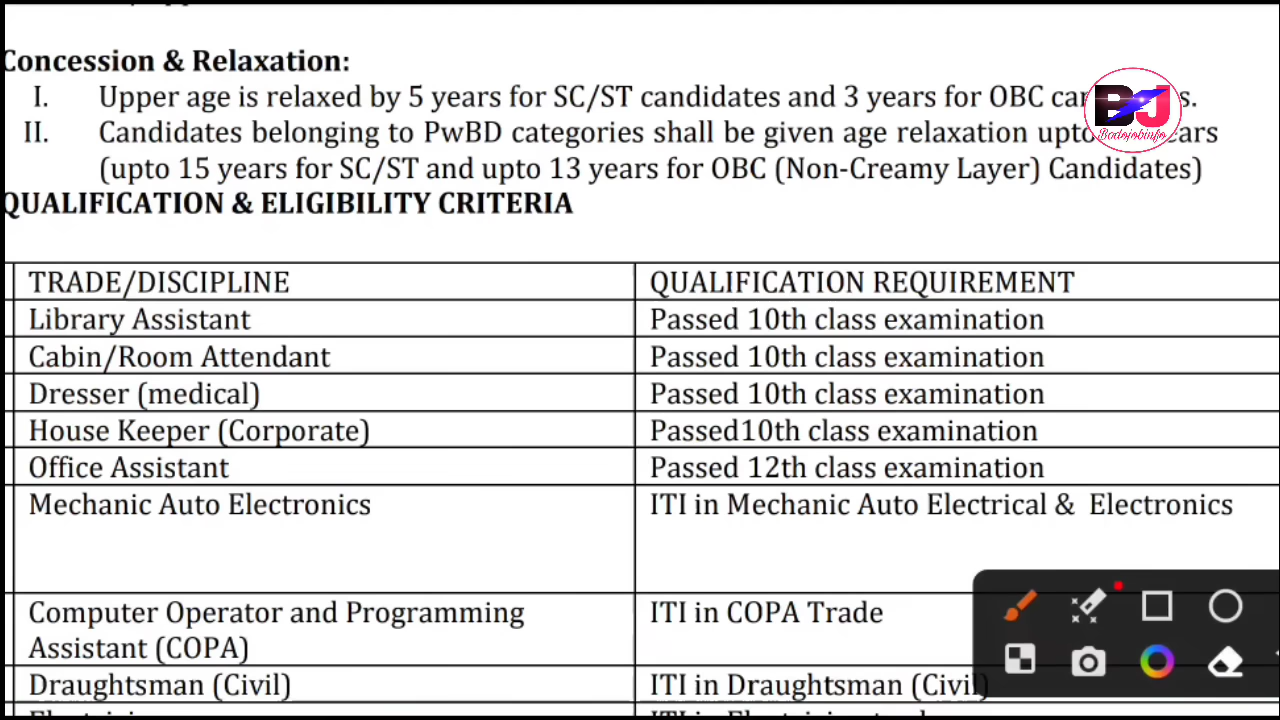 Concession & Relaxation:
I. Upper age is relaxed by 5 years for SC/ST candidates and 3 years for OBC
II. Candidates belonging to PwBD categories shall be given age relaxation upto
(upto 15 years for SC/ST and upto 13 years for OBC (Non-Creamy Layer) Candidates)
QUALIFICATION & ELIGIBILITY CRITERIA
TRADE/DISCIPLINE QUALIFICATION REQUIREMENT
Library Assistant Passed 10th class examination
Cabin/Room Attendant Passed 10th class examination
Dresser (medical) Passed 10th class examination
House Keeper (Corporate) Passed10th class examination
Office Assistant Passed 12th class examination
Mechanic Auto Electronics ITI in Mechanic Auto Electrical & Electronics
Computer Operator and Programming ITI in COPA Trade
Assistant (COPA)
Draughtsman (Civil) ITI in Draughtsman (Civil)
BJ
Bodojobinfo